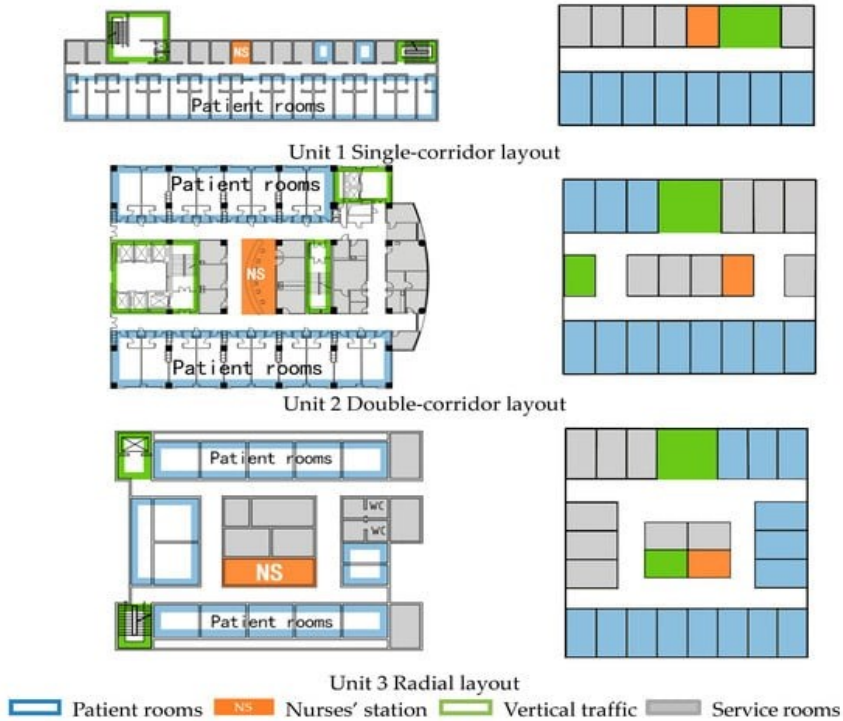 NS
Patient rooms
Unit 1 Single-corridor layout
Patient rooms
NS
Patient rooms
Unit 2 Double-corridor layout
Patient rooms
WC
WC
NS
Patient rooms
Unit 3 Radial layout
Patient rooms NS Nurses' station Vertical traffic Service rooms